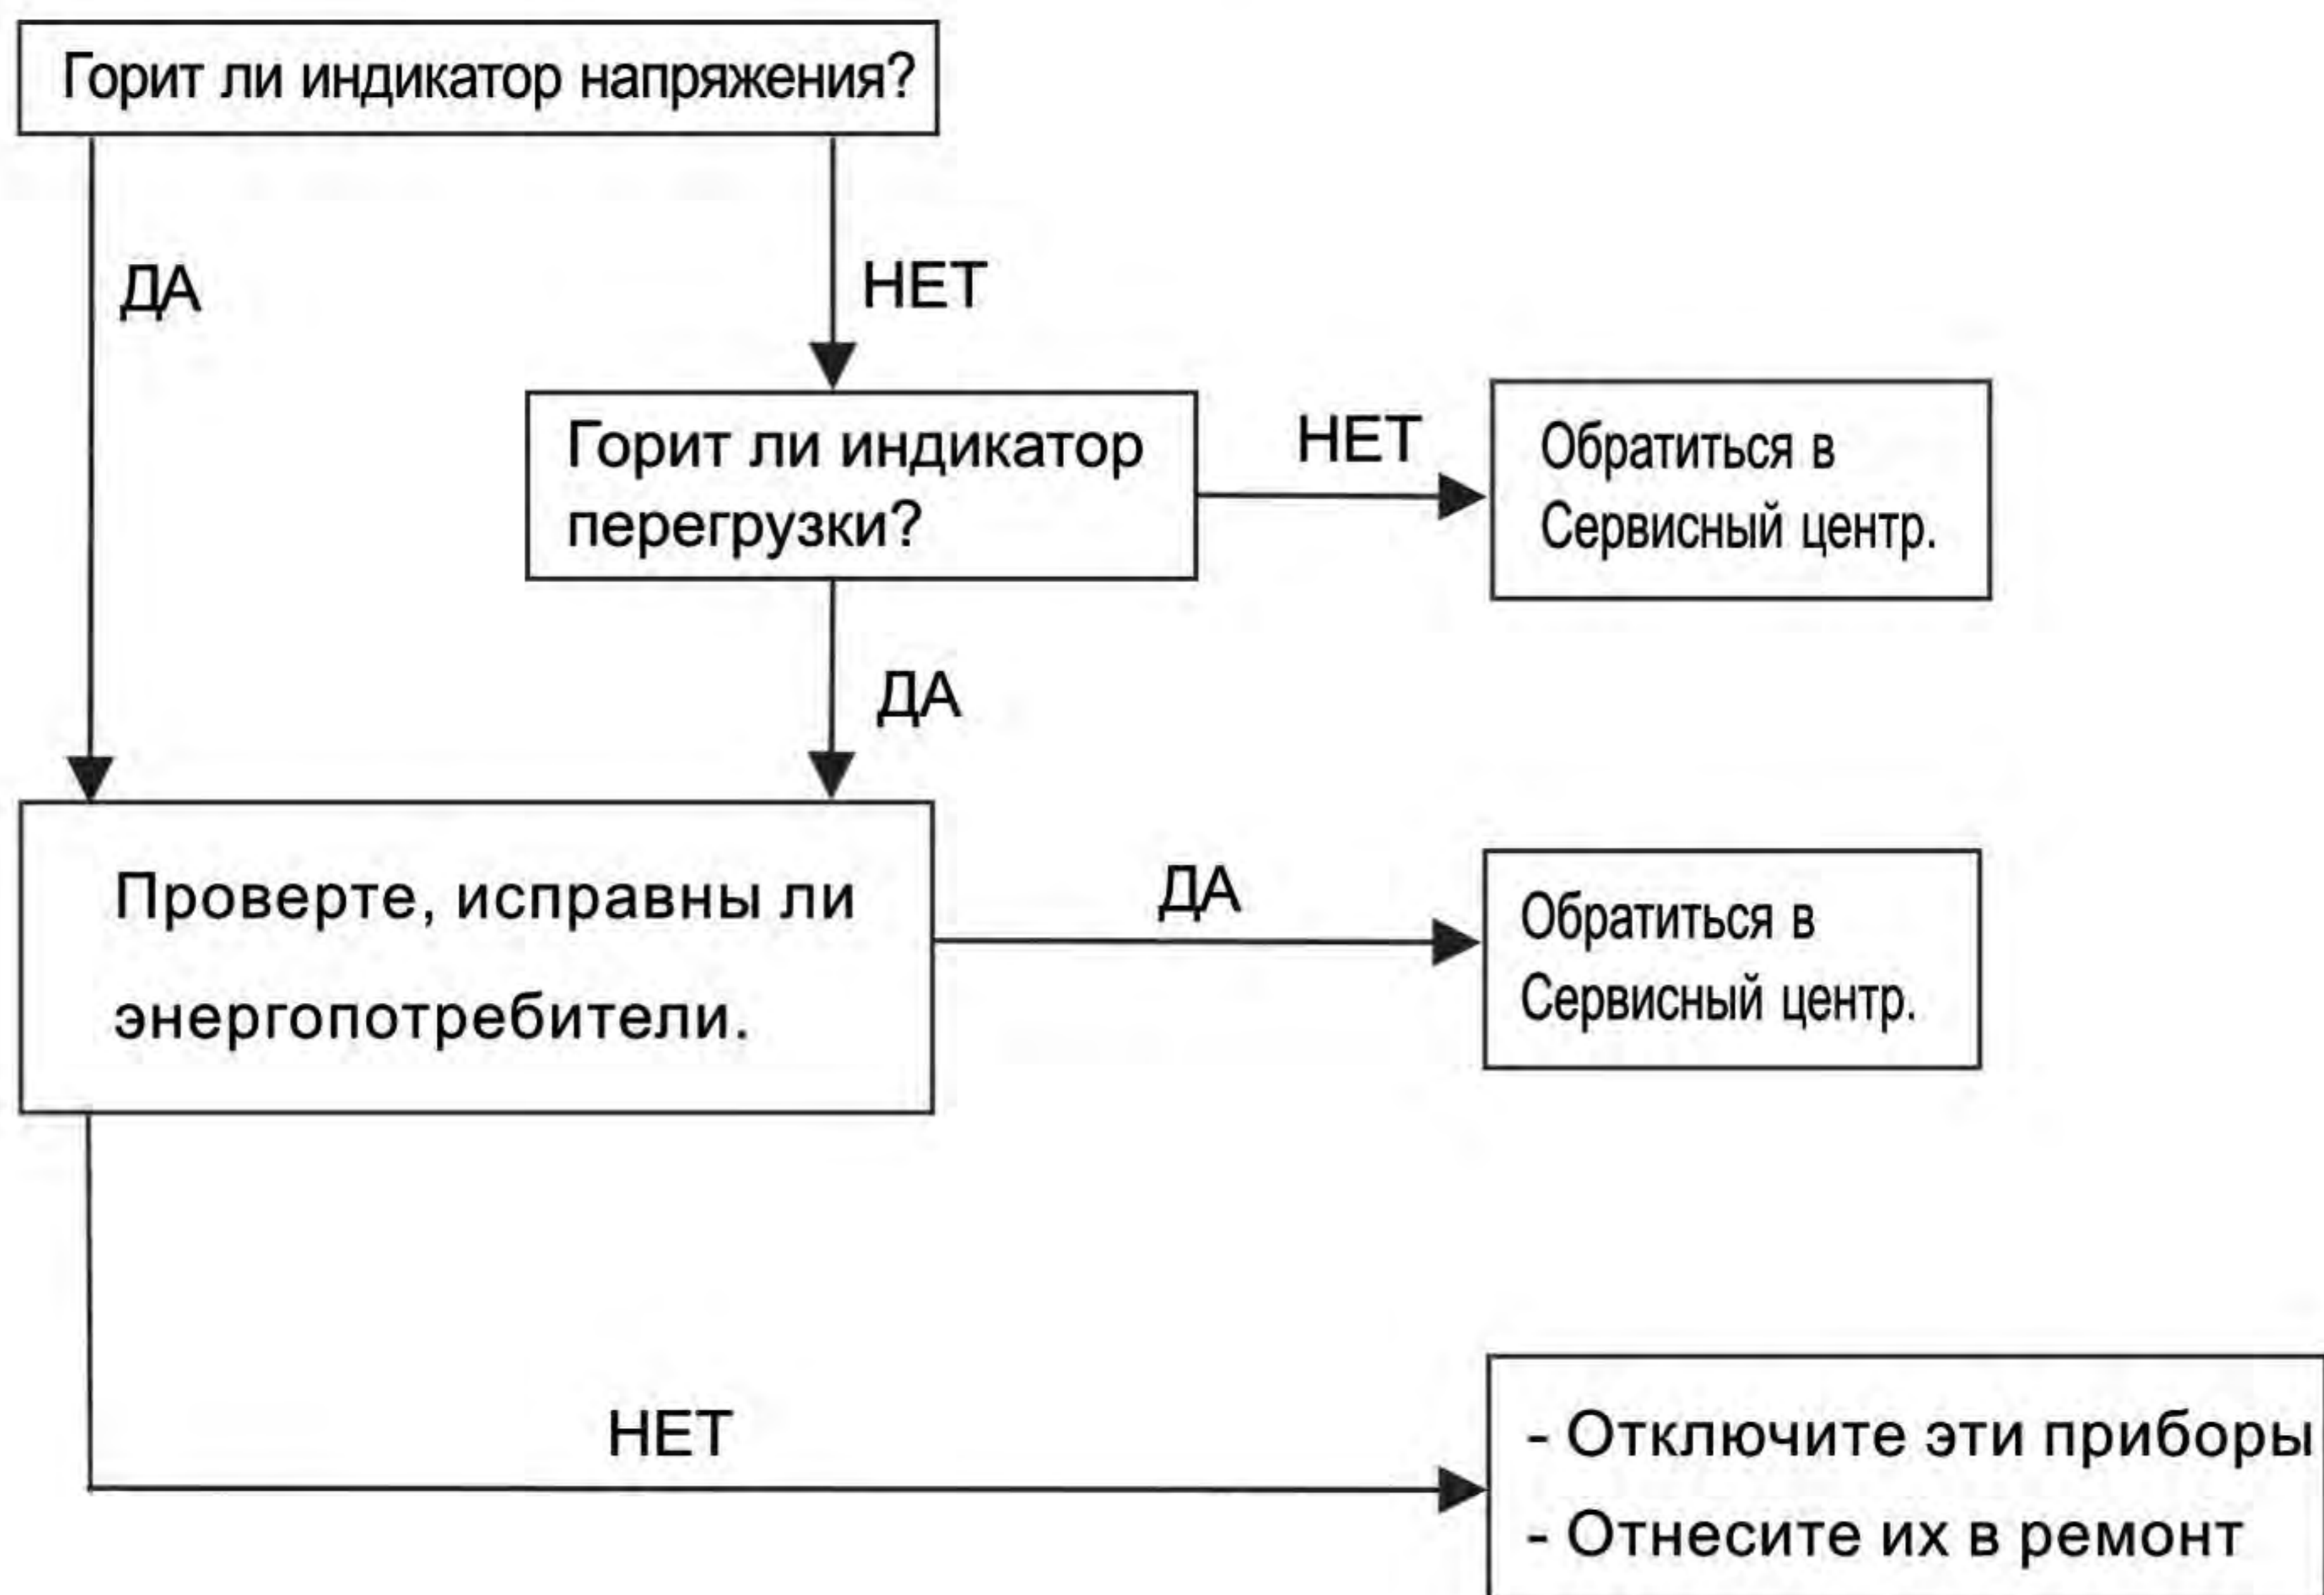 Горит ли индикатор напряжения?
ДА
НЕТ
Горит ли индикатор
перегрузки?
НЕТ
Обратиться в
Сервисный центр.
ДА
Проверте, исправны ли
энергопотребители.
ДА
Обратиться в
Сервисный центр.
НЕТ
- Отключите эти приборы
- Отнесите их в ремонт